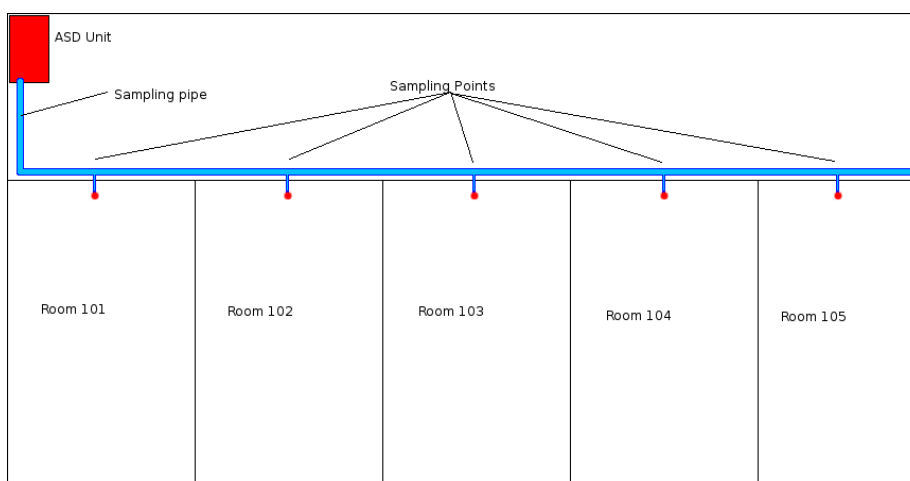 ASD Unit
Sampling pipe
Sampling Points
Room 101
Room 102
Room 103
Room 104
Room 105